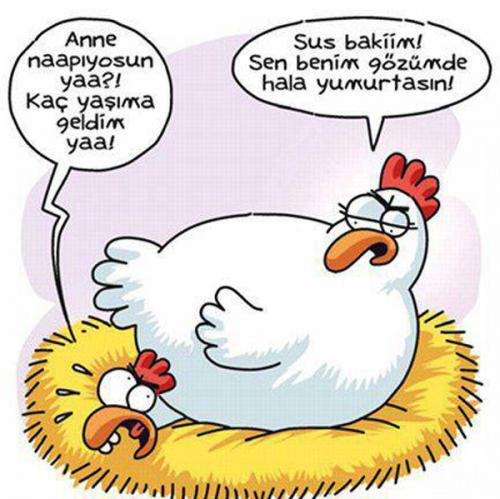 Anne
naapıyosun
yaa?!
Kaç yaşıma
geldim
yaa!
Sus bakiim!
Sen benim gözümde
hala yumurtasın!